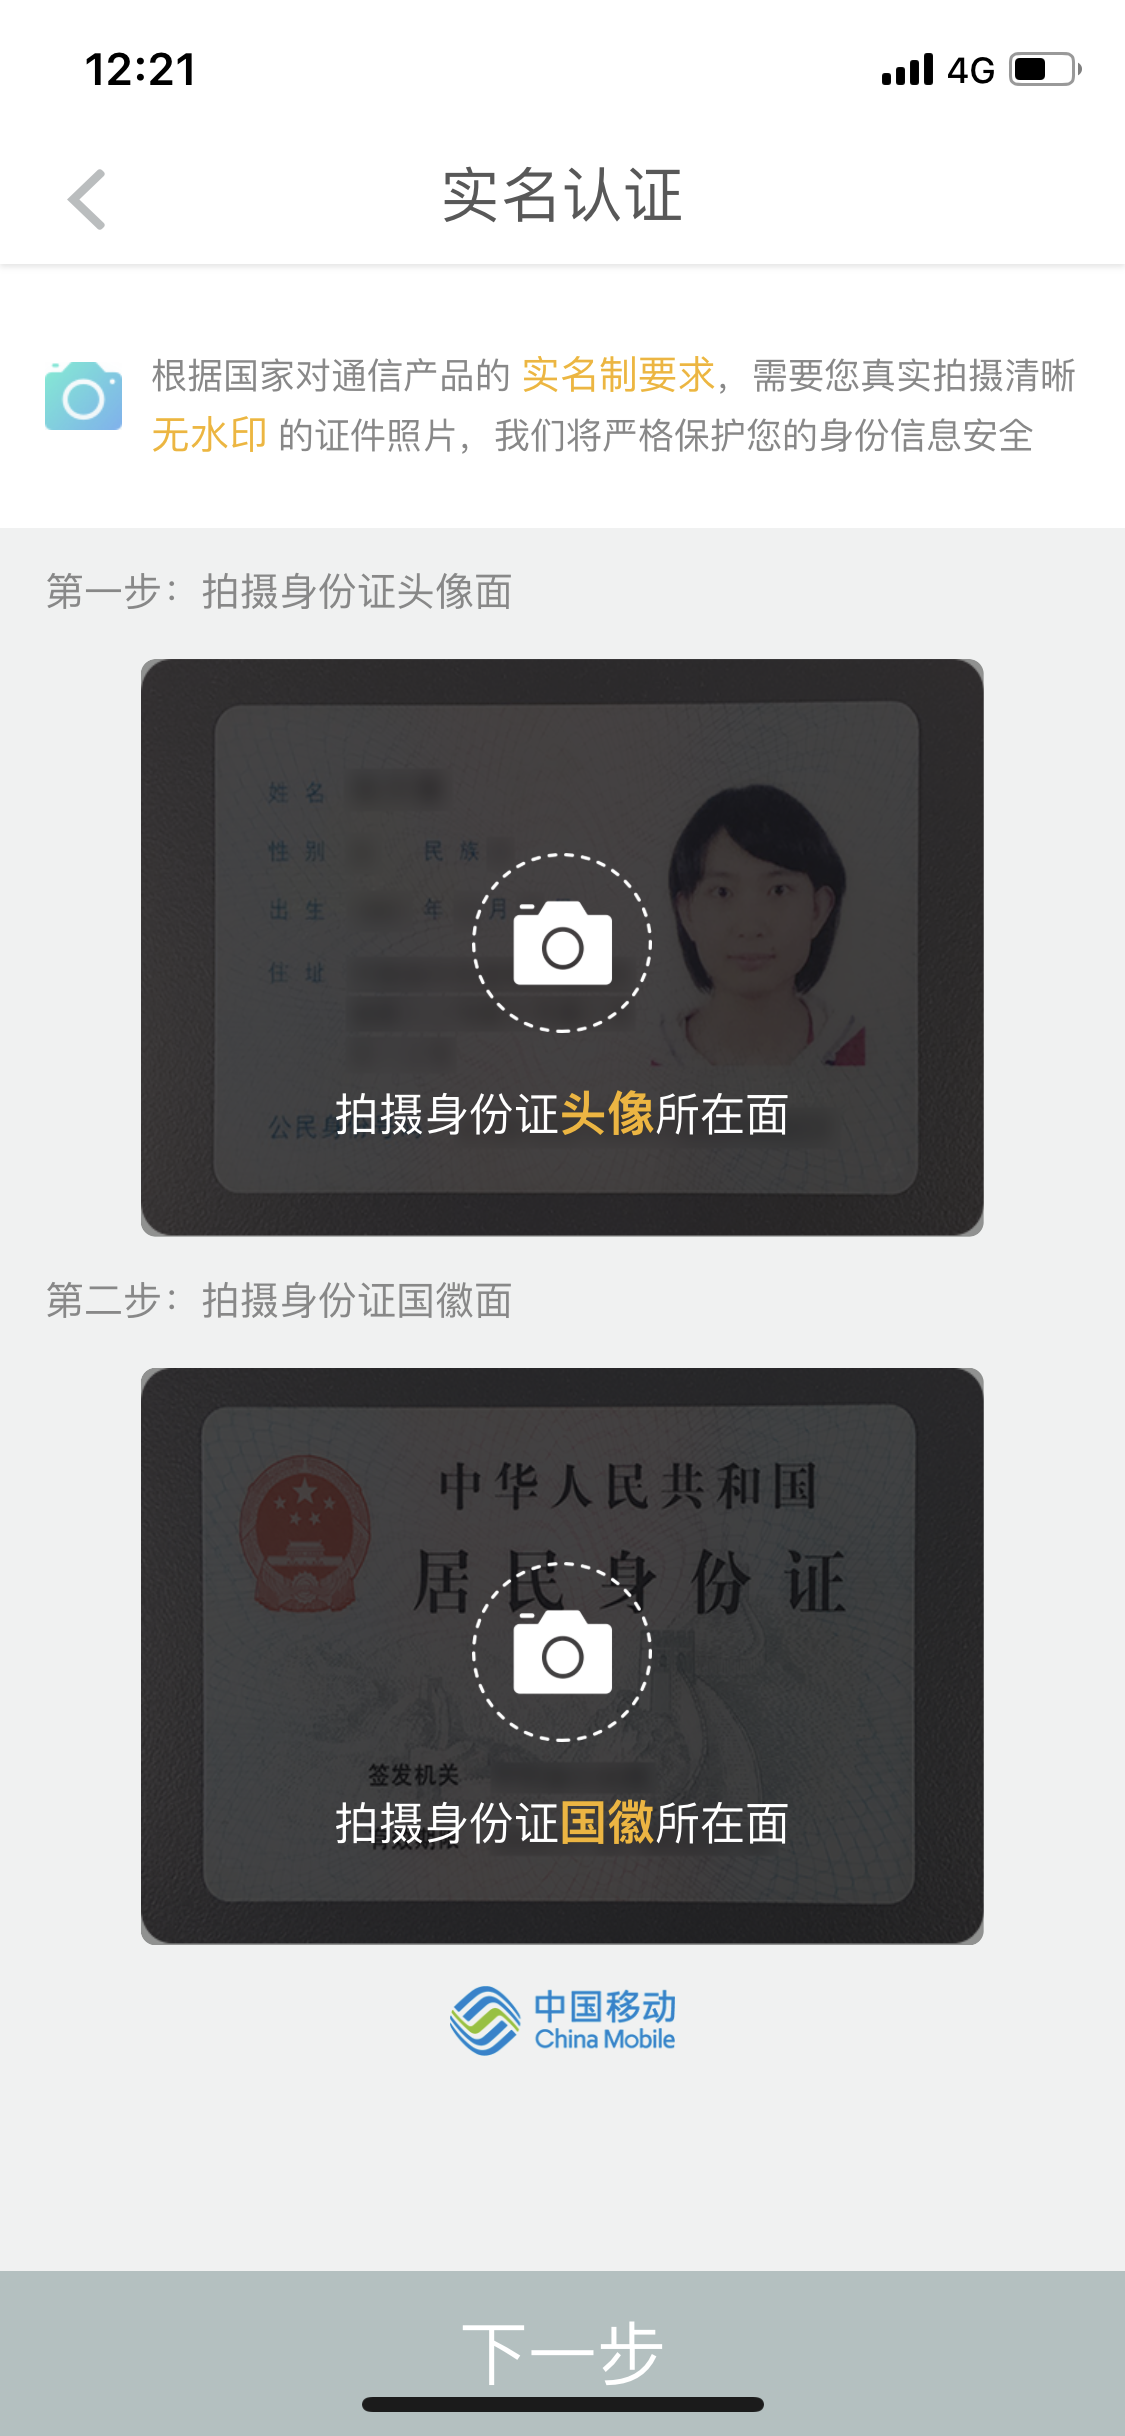 12:21
4G
实名认证
根据国家对通信产品的 实名制要求，需要您真实拍摄清晰
无水印 的证件照片，我们将严格保护您的身份信息安全
第一步：拍摄身份证头像面
姓 名
性 别 民 族
出 生 年 月
住 址
拍摄身份证头像所在面
公民身
第二步：拍摄身份证国徽面
中华人民共和国
居民身份证
签发机关
拍摄身份证国徽所在面
有效期限
中国移动
China Mobile
下一步